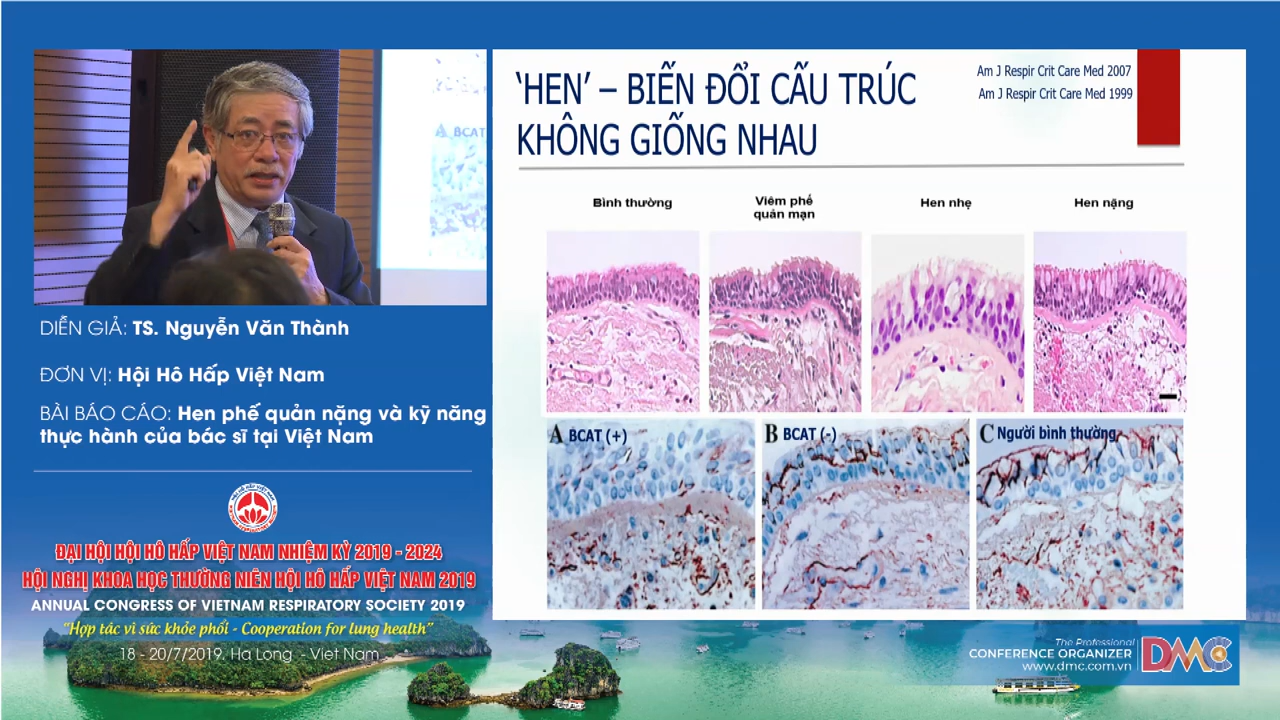 BCAT
DIỄN GIẢ: TS. Nguyễn Văn Thành
ĐƠN VỊ: Hội Hô Hấp Việt Nam
BÀI BÁO CÁO: Hen phế quản nặng và kỹ năng
thực hành của bác sĩ tại Việt Nam
ĐẠI HỘI HỘI HÔ HẤP VIỆT NAM NHIỆM KỲ 2019 - 2024
HỘI NGHỊ KHOA HỌC THƯỜNG NIÊN HỘI HÔ HẤP VIỆT NAM 2019
ANNUAL CONGRESS OF VIETNAM RESPIRATORY SOCIETY 2019
“Hợp tác vì sức khỏe phổi - Cooperation for lung health”
18 - 20/7/2019. Ha Long - Viet Nam
‘HEN’ – BIẾN ĐỔI CẤU TRÚC
KHÔNG GIỐNG NHAU
Am J Respir Crit Care Med 2007
Am J Respir Crit Care Med 1999
Bình thường
Viêm phế
quản mạn
Hen nhẹ
Hen nặng
A BCAT (+)
B BCAT (-)
C Người bình thường
The Professional
CONFERENCE ORGANIZER
www.dmc.com.vn
DMC